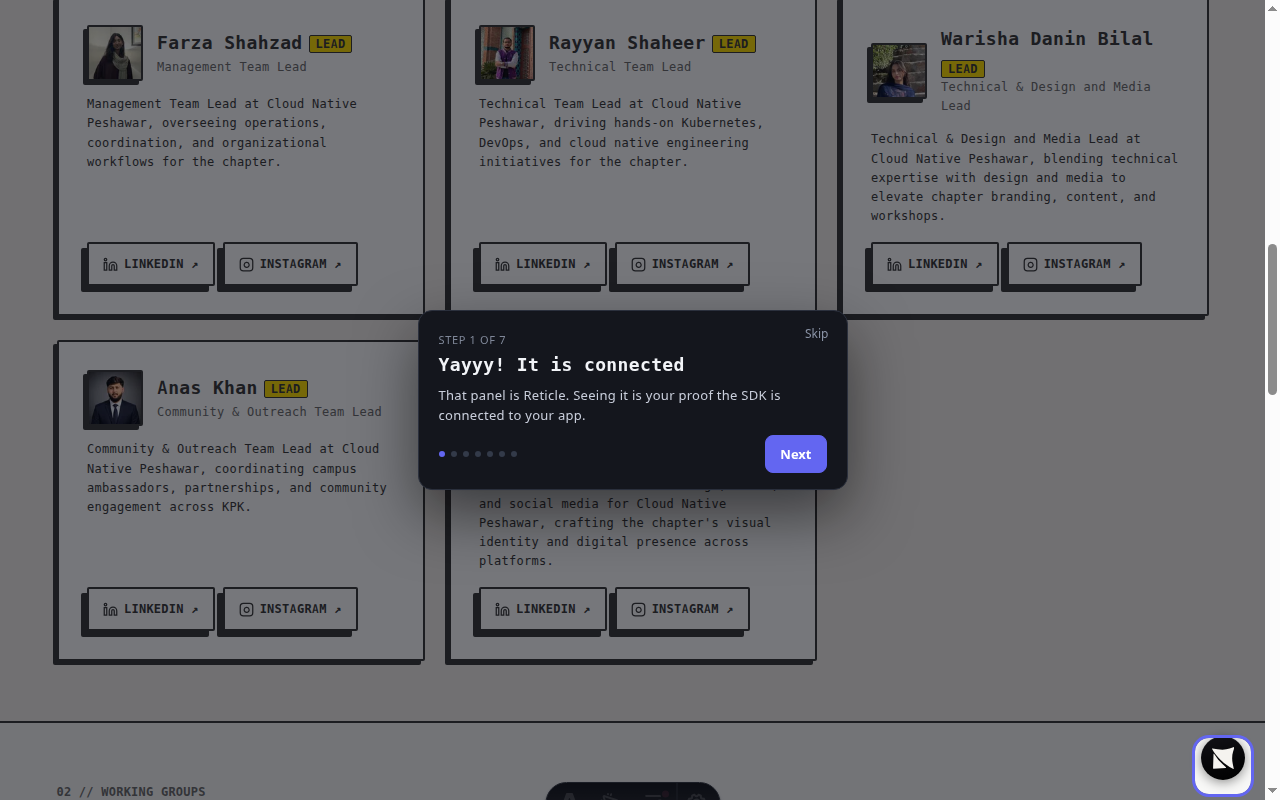 Farza Shahzad LEAD
Management Team Lead
Management Team Lead at Cloud Native
Peshawar, overseeing operations,
coordination, and organizational
workflows for the chapter.
LINKEDIN ↗ INSTAGRAM ↗
Rayyan Shaheer LEAD
Technical Team Lead
Technical Team Lead at Cloud Native
Peshawar, driving hands-on Kubernetes,
DevOps, and cloud native engineering
initiatives for the chapter.
LINKEDIN ↗ INSTAGRAM ↗
Warisha Danin Bilal
LEAD
Technical & Design and Media
Lead
Technical & Design and Media Lead at
Cloud Native Peshawar, blending technical
expertise with design and media to
elevate chapter branding, content, and
workshops.
LINKEDIN ↗ INSTAGRAM ↗
STEP 1 OF 7
Skip
Yayyy! It is connected
That panel is Reticle. Seeing it is your proof the SDK is
connected to your app.
Next
Anas Khan LEAD
Community & Outreach Team Lead
Community & Outreach Team Lead at Cloud
Native Peshawar, coordinating campus
ambassadors, partnerships, and community
engagement across KPK.
LINKEDIN ↗ INSTAGRAM ↗
and social media for Cloud Native
Peshawar, crafting the chapter's visual
identity and digital presence across
platforms.
LINKEDIN ↗ INSTAGRAM ↗
02 // WORKING GROUPS